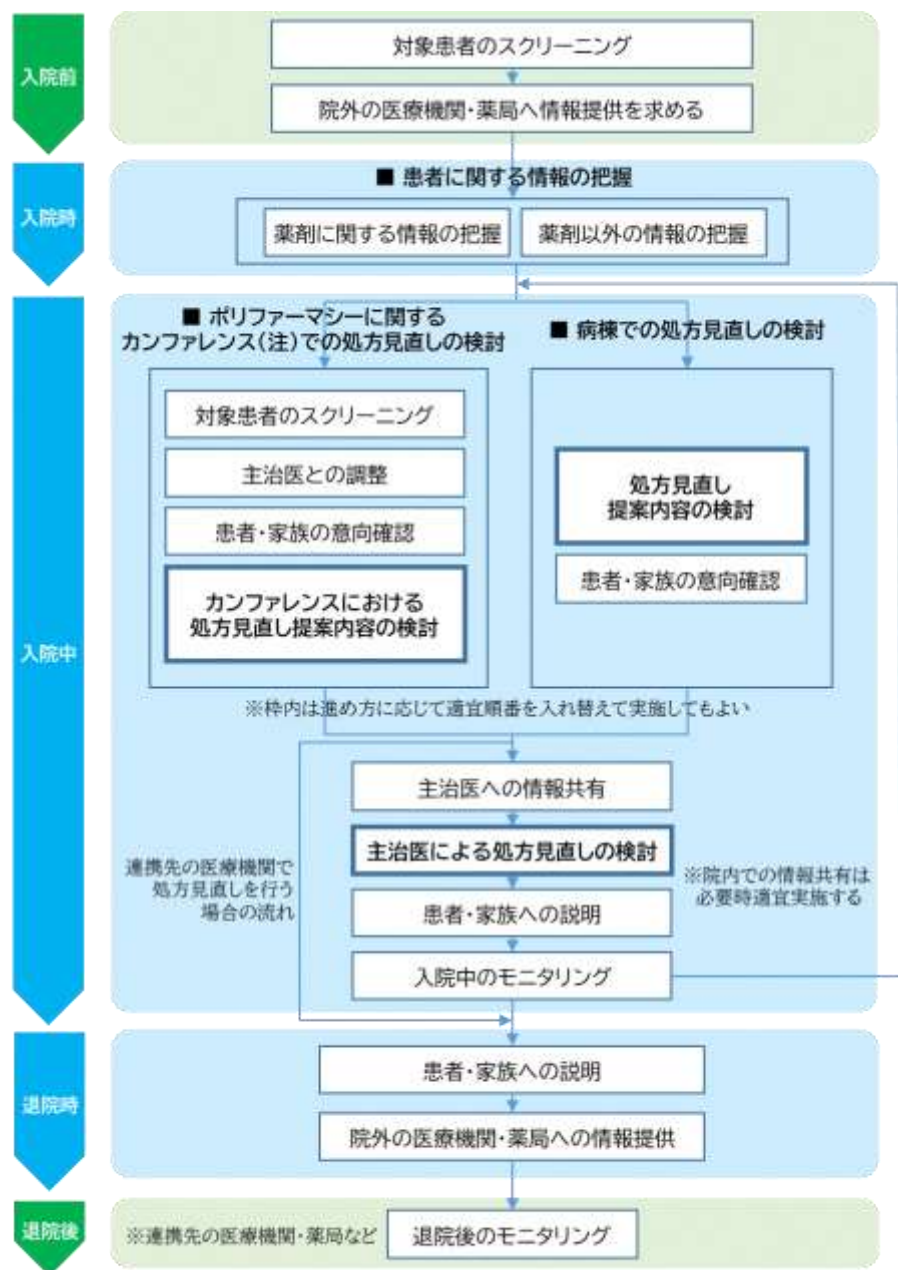 入院前
対象患者のスクリーニング
院外の医療機関・薬局へ情報提供を求める
入院時
■ 患者に関する情報の把握
薬剤に関する情報の把握
薬剤以外の情報の把握
入院中
■ ポリファーマシーに関する
カンファレンス(注)での処方見直しの検討
対象患者のスクリーニング
主治医との調整
患者・家族の意向確認
カンファレンスにおける
処方見直し提案内容の検討
■ 病棟での処方見直しの検討
処方見直し
提案内容の検討
患者・家族の意向確認
※枠内は進め方に応じて適宜順番を入れ替えて実施してもよい
主治医への情報共有
主治医による処方見直しの検討
患者・家族への説明
入院中のモニタリング
連携先の医療機関で
処方見直しを行う
場合の流れ
※院内での情報共有は
必要時適宜実施する
退院時
患者・家族への説明
院外の医療機関・薬局への情報提供
退院後
※連携先の医療機関・薬局など
退院後のモニタリング